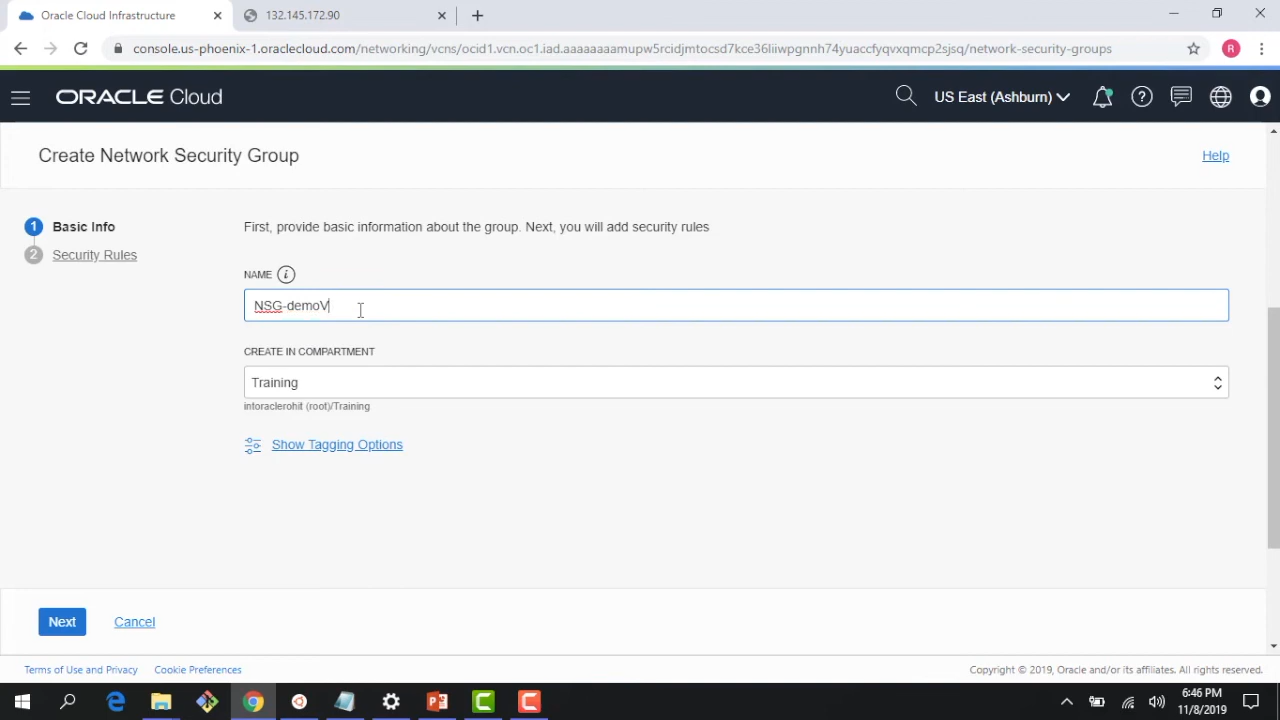 Oracle Cloud Infrastructure
132.145.172.90
console.us-phoenix-1.oraclecloud.com/networking/vcns/ocid1.vcn.oc1.iad.aaaaaaaamupw5rcidjmtocsd7kce36liiwpgnnh74yuaccfyqvxqmcp2sjsq/network-security-groups
R
ORACLE Cloud
US East (Ashburn)
Create Network Security Group
Help
1 Basic Info
2 Security Rules
First, provide basic information about the group. Next, you will add security rules
NAME i
NSG-demoV
CREATE IN COMPARTMENT
Training
intoraclerohit (root)/Training
Show Tagging Options
Next
Cancel
Terms of Use and Privacy
Cookie Preferences
Copyright © 2019, Oracle and/or its affiliates. All rights reserved.
6:46 PM
11/8/2019